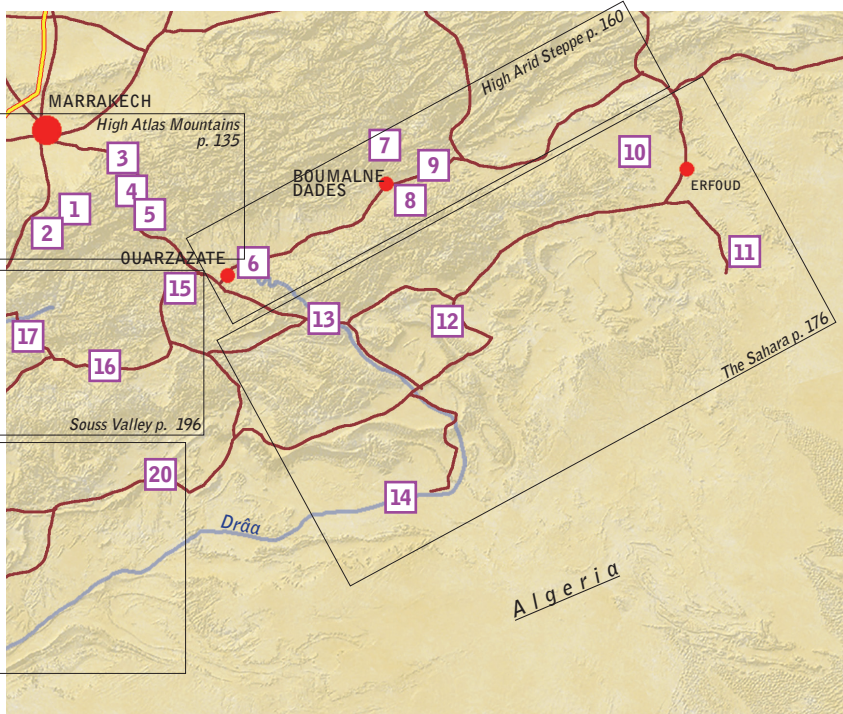 MARRAKECH
High Atlas Mountains
p. 135
High Arid Steppe p. 160
3
7
9
10
BOUMALNE
DADES
4
8
ERFOUD
1
5
2
OUARZAZATE
6
11
15
13
12
17
16
The Sahara p. 176
Souss Valley p. 196
20
14
Drâa
Algeria